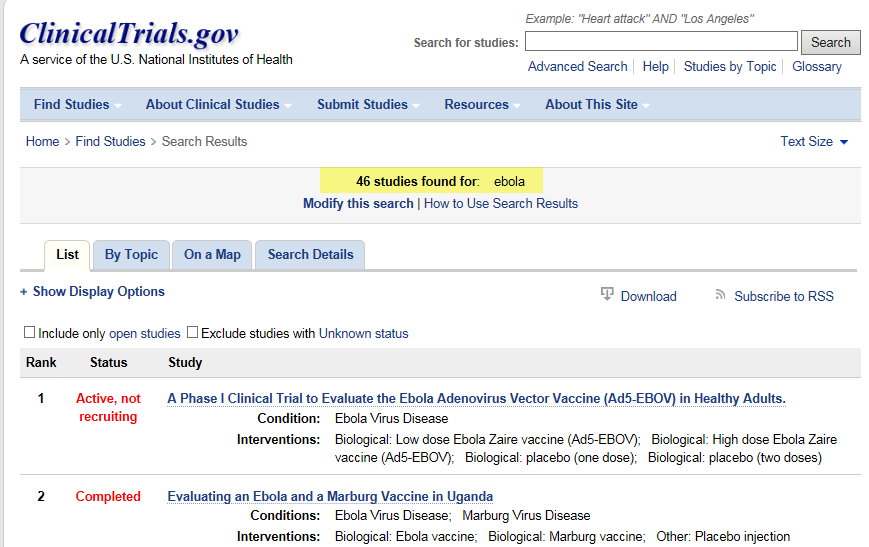 ClinicalTrials.gov
A service of the U.S. National Institutes of Health
Example: "Heart attack" AND "Los Angeles"
Search for studies:
Search
Advanced Search | Help | Studies by Topic | Glossary
Find Studies About Clinical Studies Submit Studies Resources About This Site
Home > Find Studies > Search Results
Text Size
46 studies found for: ebola
Modify this search | How to Use Search Results
List By Topic On a Map Search Details
+ Show Display Options
Download Subscribe to RSS
Include only open studies Exclude studies with Unknown status
Rank Status Study
1 Active, not recruiting
A Phase I Clinical Trial to Evaluate the Ebola Adenovirus Vector Vaccine (Ad5-EBOV) in Healthy Adults.
Condition: Ebola Virus Disease
Interventions: Biological: Low dose Ebola Zaire vaccine (Ad5-EBOV); Biological: High dose Ebola Zaire
vaccine (Ad5-EBOV); Biological: placebo (one dose); Biological: placebo (two doses)
2 Completed
Evaluating an Ebola and a Marburg Vaccine in Uganda
Conditions: Ebola Virus Disease; Marburg Virus Disease
Interventions: Biological: Ebola vaccine; Biological: Marburg vaccine; Other: Placebo injection